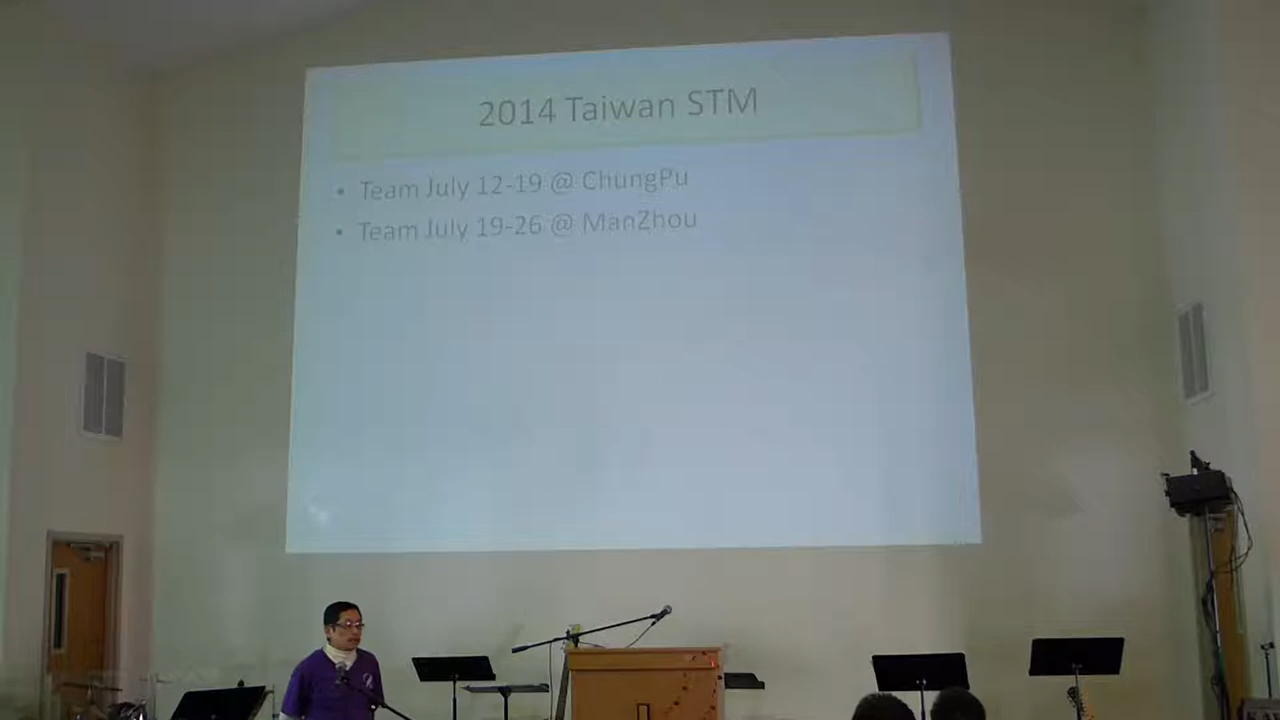 2014 Taiwan STM
• Team July 12-19 @ ChungPu
• Team July 19-26 @ ManZhou